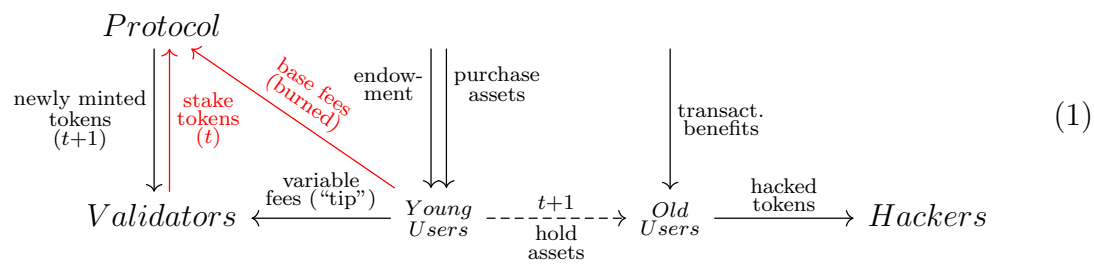 Protocol
newly minted
tokens
(t+1)
stake
tokens
(t)
base fees
(burned)
endow-
ment
purchase
assets
transact.
benefits
(1)
Validators
variable
fees (“tip”)
Young
Users
t+1
hold
assets
Old
Users
hacked
tokens
Hackers